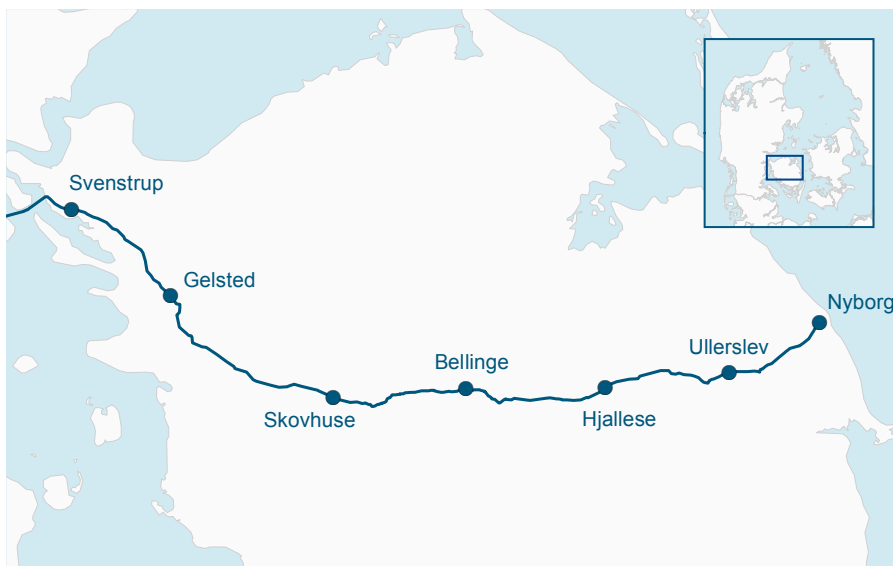 Svenstrup
Gelsted
Nyborg
Ullerslev
Bellinge
Skovhuse
Hjallese